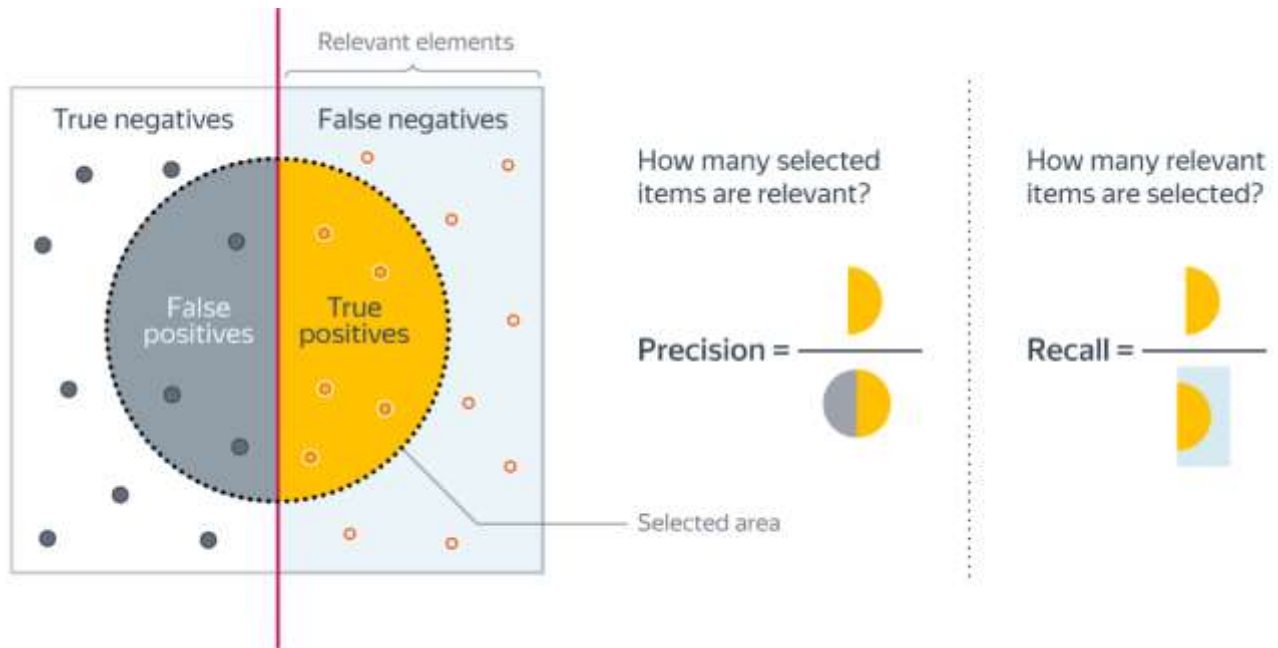 Relevant elements
True negatives
False negatives
False
positives
True
positives
Selected area
How many selected
items are relevant?
Precision =
How many relevant
items are selected?
Recall =